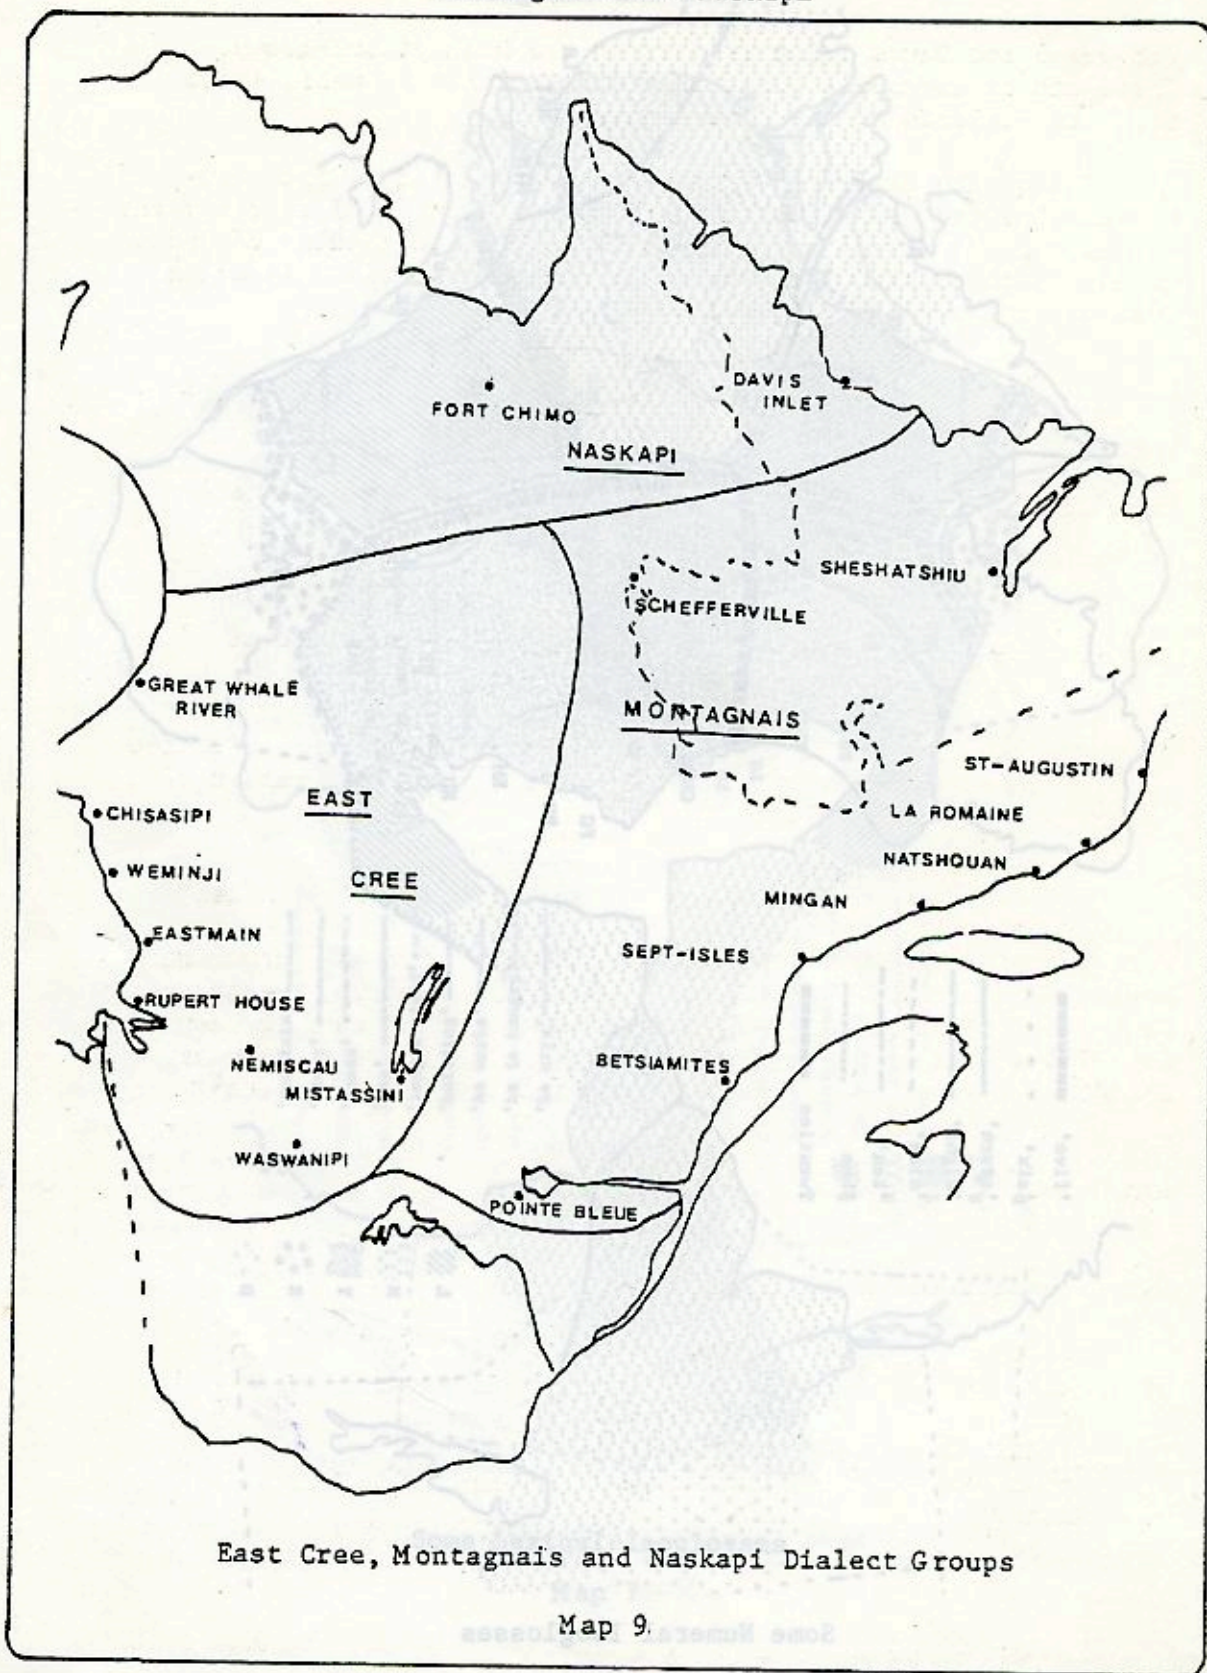 FORT CHIMO
DAVIS
INLET
NASKAPI
SHESHATSHIU
SCHEFFERVILLE
GREAT WHALE
RIVER
MONTAGNAIS
ST-AUGUSTIN
EAST
CHISASIPI
LA ROMAINE
WEMINJI
CREE
NATSHOUAN
MINGAN
EASTMAIN
SEPT-ISLES
RUPERT HOUSE
NEMISCAU
MISTASSINI
BETSIAMITES
WASWANIPI
POINTE BLEUE
East Cree, Montagnais and Naskapi Dialect Groups
Map 9.